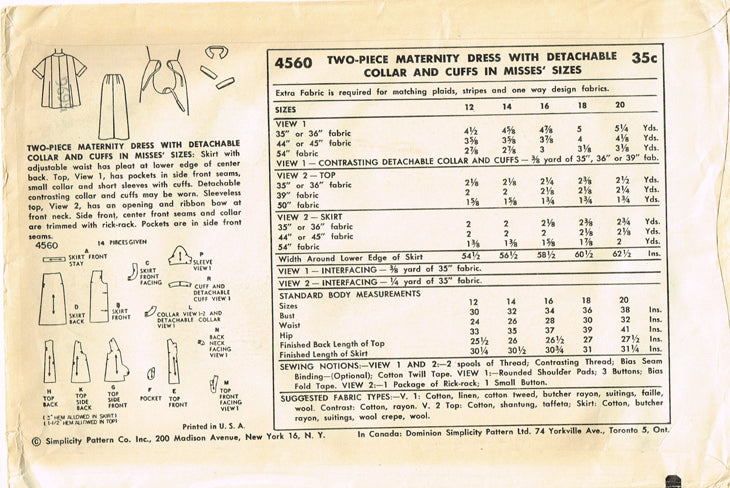 4560 TWO-PIECE MATERNITY DRESS WITH DETACHABLE 35c
COLLAR AND CUFFS IN MISSES' SIZES
Extra Fabric is required for matching plaids, stripes and one way design fabrics.
SIZES 12 14 16 18 20
VIEW 1
35" or 36" fabric 4½ 4⅝ 4⅞ 5 5¼ Yds.
44" or 45" fabric 3⅝ 3⅝ 3⅞ 4 4⅛ Yds.
54" fabric 2⅞ 2⅞ 3 3⅛ 3⅛ Yds.
VIEW 1 — CONTRASTING DETACHABLE COLLAR AND CUFFS — ⅜ yard of 35", 36" or 39" fab.
VIEW 2 — TOP
35" or 36" fabric 2⅛ 2⅛ 2¼ 2⅜ 2½ Yds.
39" fabric 2 2 2⅛ 2⅛ 2¼ Yds.
50" fabric 1⅝ 1⅝ 1¾ 1¾ 1¾ Yds.
VIEW 2 — SKIRT
35" or 36" fabric 2 2 2⅛ 2⅜ 2¾ Yds.
44" or 45" fabric 2 2 2 2⅛ 2⅛ Yds.
54" fabric 1⅜ 1⅜ 1⅝ 1⅞ 2 Yds.
Width Around Lower Edge of Skirt 54½ 56½ 58½ 60½ 62½ Ins.
VIEW 1 — INTERFACING — ⅜ yard of 35" fabric.
VIEW 2 — INTERFACING — ¼ yard of 35" fabric.
STANDARD BODY MEASUREMENTS
Sizes 12 14 16 18 20
Bust 30 32 34 36 38 Ins.
Waist 24 26 28 30 32 Ins.
Hip 33 35 37 39 41 Ins.
Finished Back Length of Top 25½ 26 26½ 27 27½ Ins.
Finished Length of Skirt 30¼ 30½ 30¾ 31 31¼ Ins.
SEWING NOTIONS:—VIEW 1 AND 2:—2 spools of Thread; Contrasting Thread; Bias Seam
Binding—(Optional); Cotton Twill Tape. VIEW 1:—Rounded Shoulder Pads; 3 Buttons; Bias
Fold Tape. VIEW 2:—1 Package of Rick-rack; 1 Small Button.
SUGGESTED FABRIC TYPES:—V. 1: Cotton, linen, cotton tweed, butcher rayon, suitings, faille,
wool. Contrast: Cotton, rayon. V. 2 Top: Cotton, shantung, taffeta; Skirt: Cotton, butcher
rayon, suitings, wool crepe, wool.
TWO-PIECE MATERNITY DRESS WITH DETACHABLE
COLLAR AND CUFFS IN MISSES' SIZES: Skirt with
adjustable waist has pleat at lower edge of center
back. Top, View 1, has pockets in side front seams,
small collar and short sleeves with cuffs. Detachable
contrasting collar and cuffs may be worn. Sleeveless
top, View 2, has an opening and ribbon bow at
front neck. Side front, center front seams and collar
are trimmed with rick-rack. Pockets are in side front
seams.
4560 14 PIECES GIVEN
A
SKIRT FRONT
STAY
C
SKIRT
FRONT
FACING
P
SLEEVE
VIEW 1
R
CUFF AND
DETACHABLE
CUFF VIEW 1
D
SKIRT
BACK
B
SKIRT
FRONT
L
COLLAR VIEW 1-2 AND
DETACHABLE COLLAR
VIEW 1
N
BACK
NECK
FACING
VIEW 1
H
TOP
BACK
K
TOP
SIDE
BACK
G
TOP
SIDE
FRONT
F
POCKET
E
TOP
FRONT
M
TOP
FRONT
FACING
VIEW 1
(3" HEM ALLOWED IN SKIRT)
(1-1/2" HEM ALLOWED IN TOP)
Printed in U. S. A.
© Simplicity Pattern Co. Inc., 200 Madison Avenue, New York 16, N. Y. In Canada: Dominion Simplicity Pattern Ltd. 74 Yorkville Ave., Toronto 5, Ont.